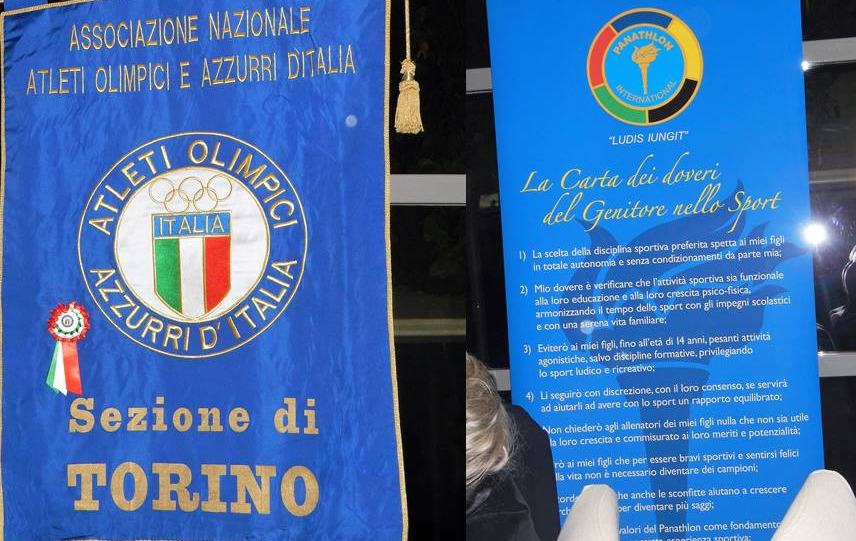 ASSOCIAZIONE NAZIONALE
ATLETI OLIMPICI E AZZURRI D'ITALIA
ATLETI OLIMPICI
ITALIA
AZZURRI D'ITALIA
Sezione di
TORINO
PANATHLON
INTERNATIONAL
"LUDIS IUNGIT"
La Carta dei doveri
del Genitore nello Sport
1) La scelta della disciplina sportiva preferita spetta ai miei figli
in totale autonomia e senza condizionamenti da parte mia;
2) Mio dovere è verificare che l'attività sportiva sia funzionale
alla loro educazione e alla loro crescita psico-fisica,
armonizzando il tempo dello sport con gli impegni scolastici
e con una serena vita familiare;
3) Eviterò ai miei figli, fino all'età di 14 anni, pesanti attività
agonistiche, salvo discipline formative, privilegiando
lo sport ludico e ricreativo;
4) Li seguirò con discrezione, con il loro consenso, se servirà
ad aiutarli ad avere con lo sport un rapporto equilibrato;
Non chiederò agli allenatori dei miei figli nulla che non sia utile
la loro crescita e commisurato ai loro meriti e potenzialità;
ai miei figli che per essere bravi sportivi e sentirsi felici
vita non è necessario diventare dei campioni;
che anche le sconfitte aiutano a crescere
per diventare più saggi;
valori del Panathlon come fondamento
esperienza sportiva;